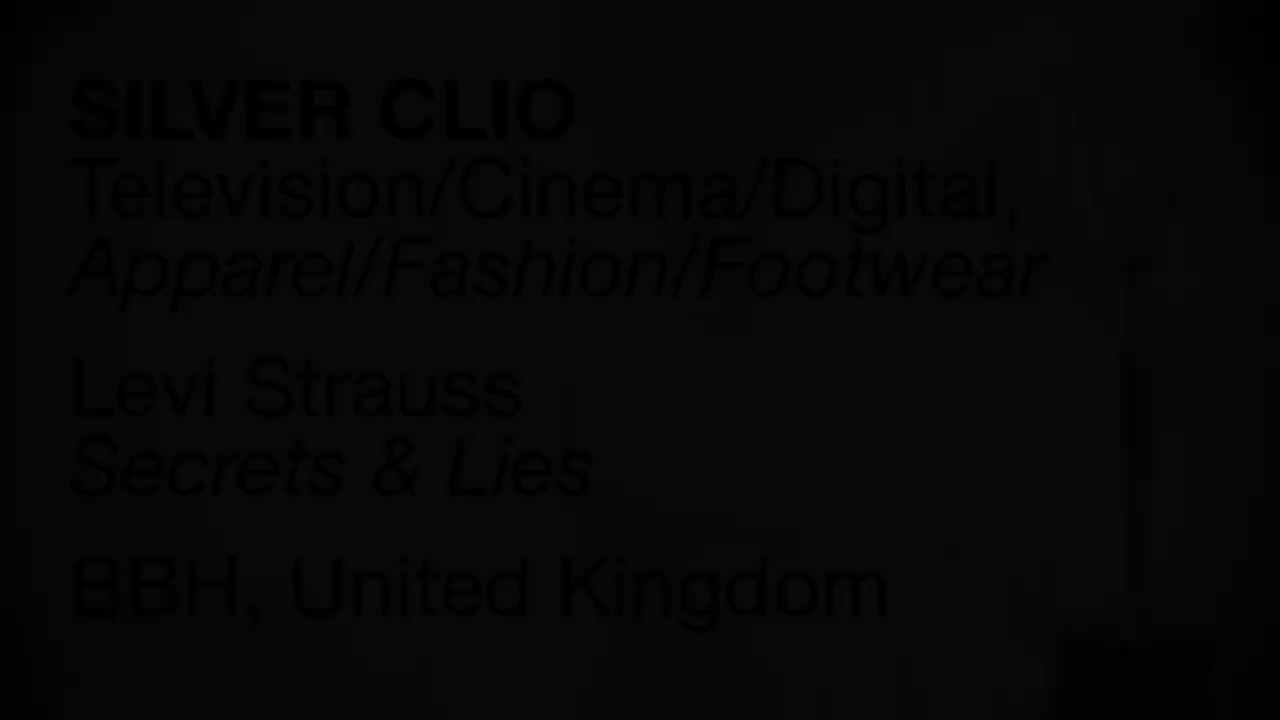 SILVER CLIO
Television/Cinema/Digital,
Apparel/Fashion/Footwear
Levi Strauss
Secrets & Lies
BBH, United Kingdom